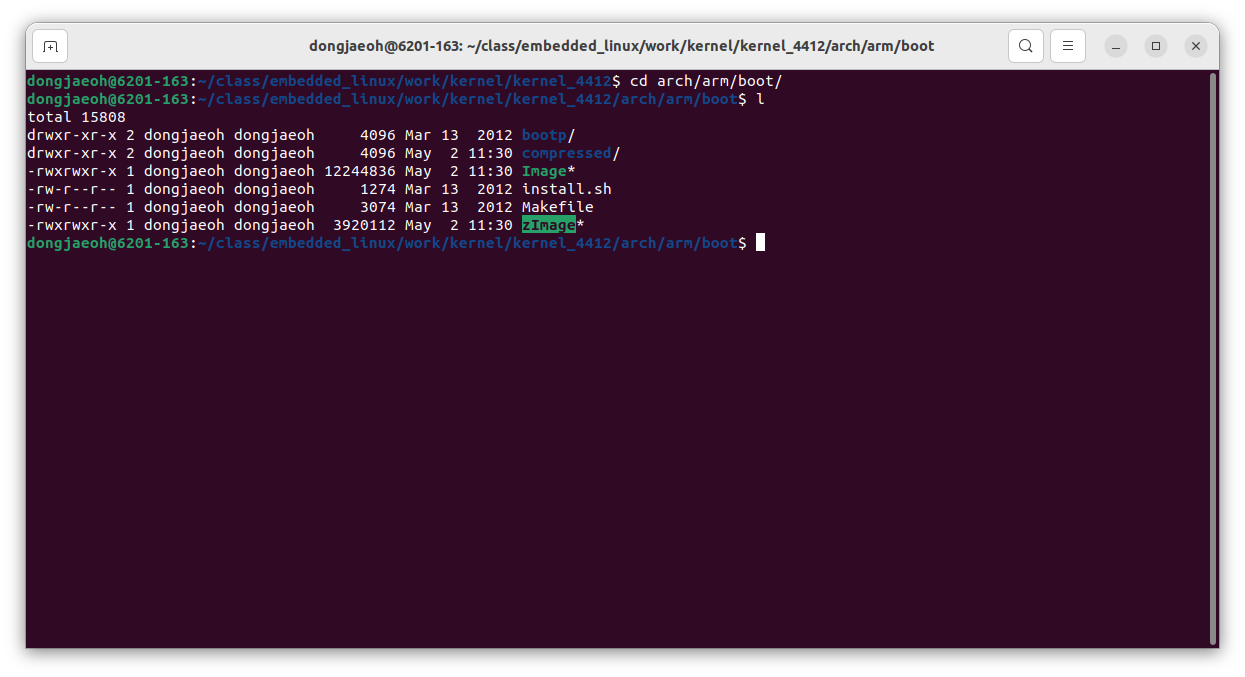 dongjaeoh@6201-163: ~/class/embedded_linux/work/kernel/kernel_4412/arch/arm/boot
dongjaeoh@6201-163:~/class/embedded_linux/work/kernel/kernel_4412$ cd arch/arm/boot/
dongjaeoh@6201-163:~/class/embedded_linux/work/kernel/kernel_4412/arch/arm/boot$ l
total 15808
drwxr-xr-x 2 dongjaeoh dongjaeoh     4096 Mar 13  2012 bootp/
drwxr-xr-x 2 dongjaeoh dongjaeoh     4096 May  2 11:30 compressed/
-rwxrwxr-x 1 dongjaeoh dongjaeoh 12244836 May  2 11:30 Image*
-rw-r--r-- 1 dongjaeoh dongjaeoh     1274 Mar 13  2012 install.sh
-rw-r--r-- 1 dongjaeoh dongjaeoh     3074 Mar 13  2012 Makefile
-rwxrwxr-x 1 dongjaeoh dongjaeoh  3920112 May  2 11:30 zImage*
dongjaeoh@6201-163:~/class/embedded_linux/work/kernel/kernel_4412/arch/arm/boot$